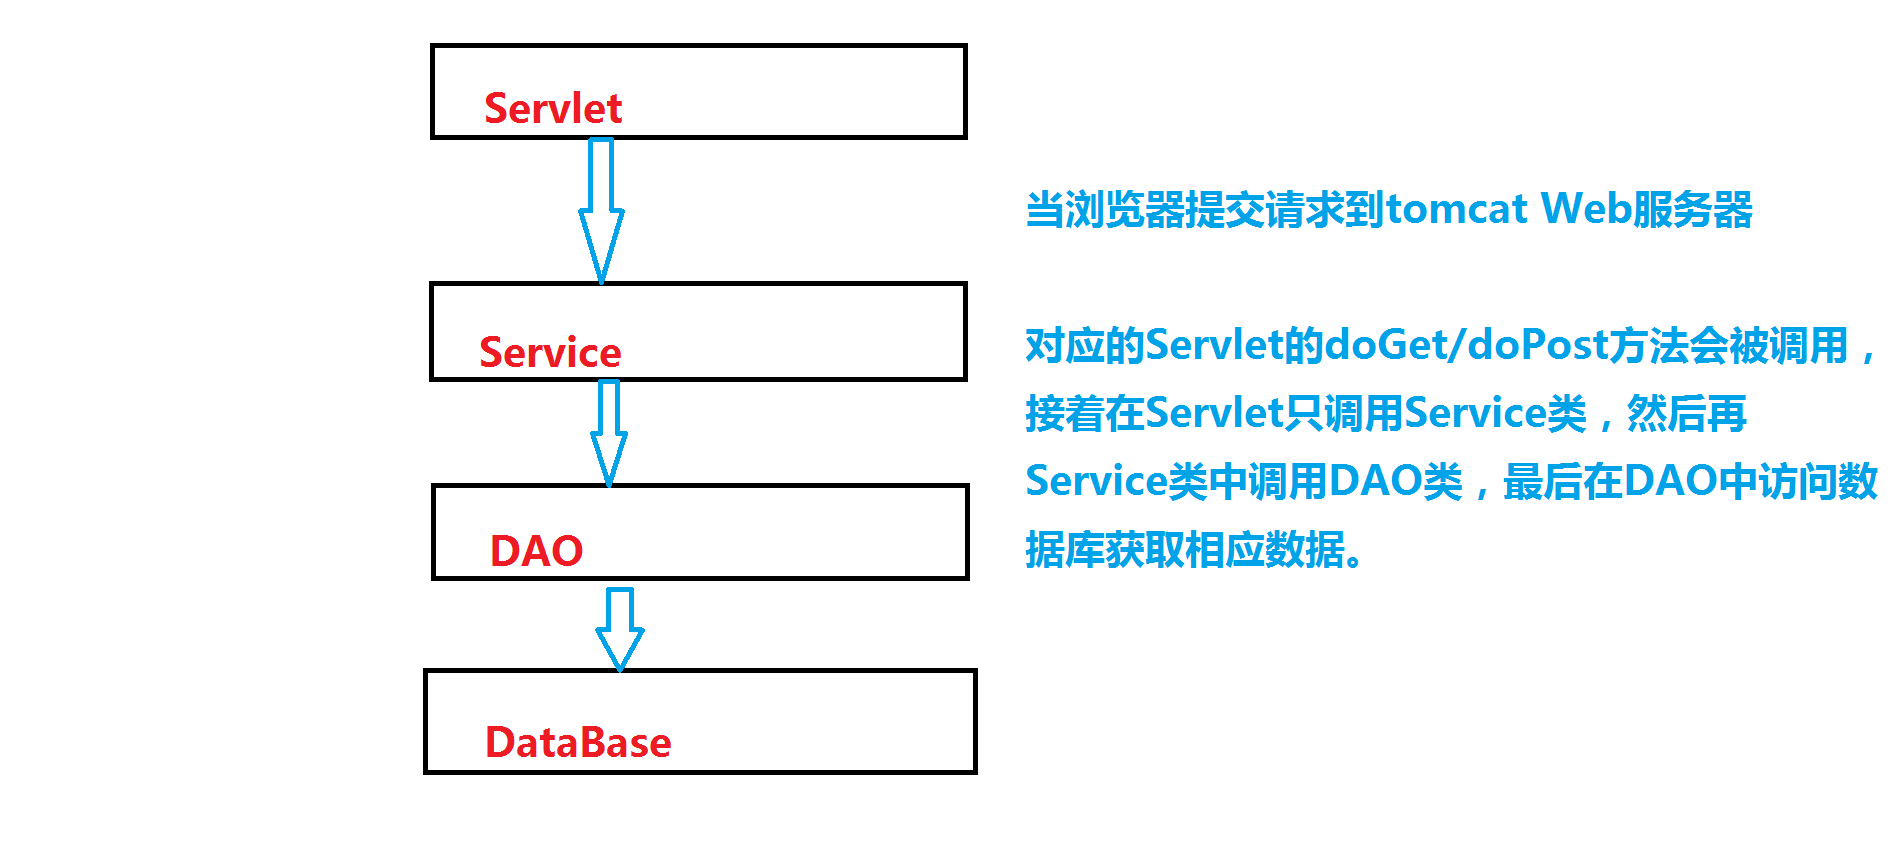 Servlet
当浏览器提交请求到tomcat Web服务器
Service
对应的Servlet的doGet/doPost方法会被调用，
接着在Servlet只调用Service类，然后再
Service类中调用DAO类，最后在DAO中访问数
据库获取相应数据。
DAO
DataBase